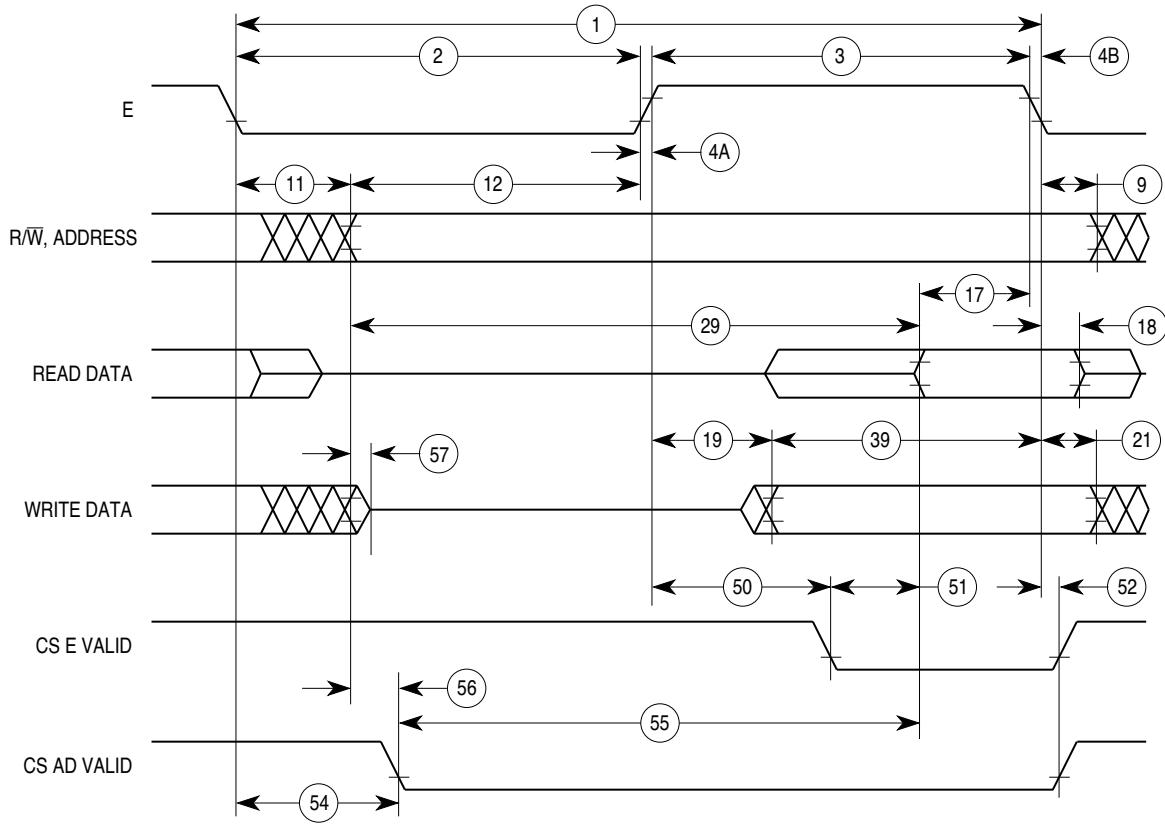 1
2
3
4B
E
4A
11
12
9
R/W̅, ADDRESS
17
29
18
READ DATA
19
39
21
57
WRITE DATA
50
51
52
CS E VALID
56
55
CS AD VALID
54